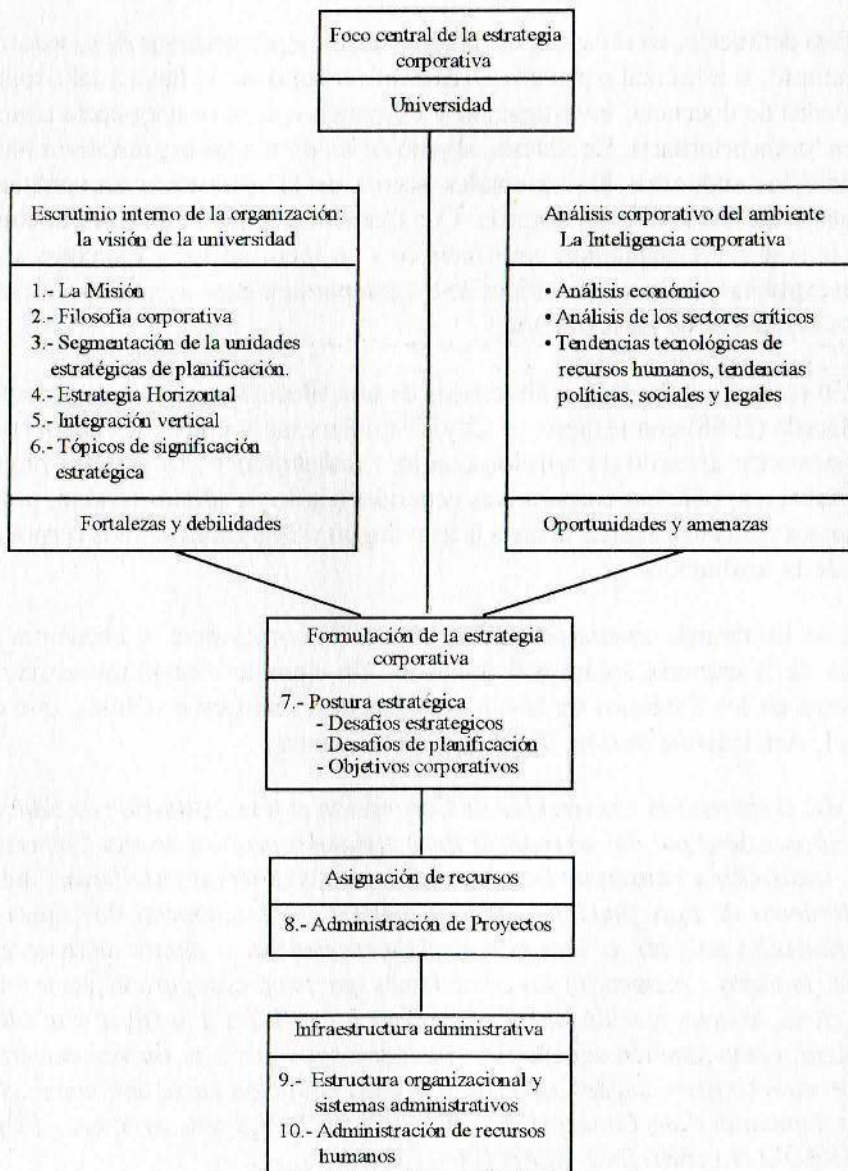 Foco central de la estrategia
corporativa
Universidad
Escrutinio interno de la organización:
la visión de la universidad
1.- La Misión
2.- Filosofía corporativa
3.- Segmentación de la unidades
estratégicas de planificación.
4.- Estrategia Horizontal
5.- Integración vertical
6.- Tópicos de significación
estratégica
Fortalezas y debilidades
Análisis corporativo del ambiente
La Inteligencia corporativa
• Análisis económico
• Análisis de los sectores críticos
• Tendencias tecnológicas de
recursos humanos, tendencias
políticas, sociales y legales
Oportunidades y amenazas
Formulación de la estrategia
corporativa
7.- Postura estratégica
- Desafíos estrategicos
- Desafíos de planificación
- Objetivos corporativos
Asignación de recursos
8.- Administración de Proyectos
Infraestructura administrativa
9.- Estructura organizacional y
sistemas administrativos
10.- Administración de recursos
humanos